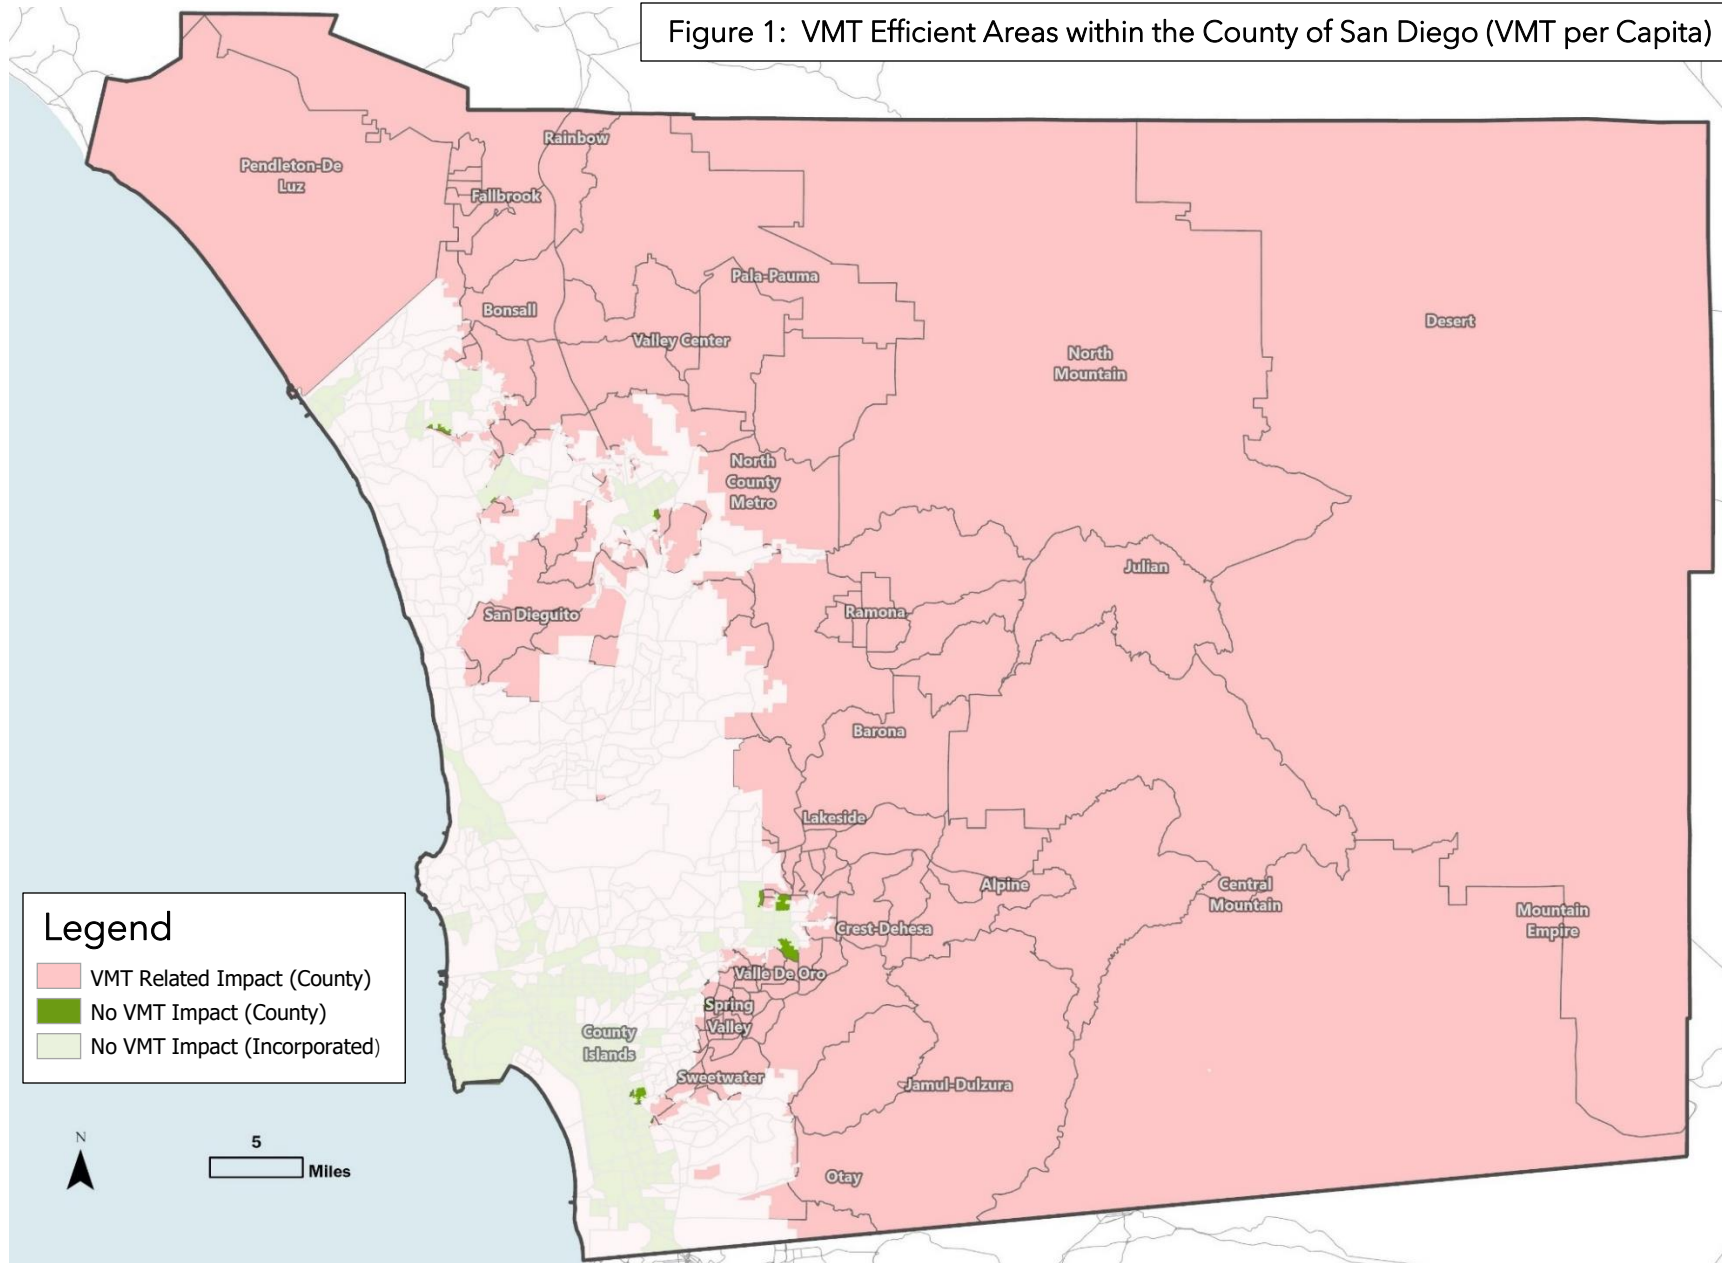 Figure 1: VMT Efficient Areas within the County of San Diego (VMT per Capita)
Rainbow
Pendleton-De
Luz
Fallbrook
Pala-Pauma
Bonsall
Desert
Valley Center
North
Mountain
North
County
Metro
Julian
San Dieguito
Ramona
Barona
Lakeside
Alpine
Central
Mountain
Mountain
Empire
Crest-Dehesa
Valle De Oro
Spring
Valley
County
Islands
Sweetwater
Jamul-Dulzura
Otay
Legend
VMT Related Impact (County)
No VMT Impact (County)
No VMT Impact (Incorporated)
N
5
Miles